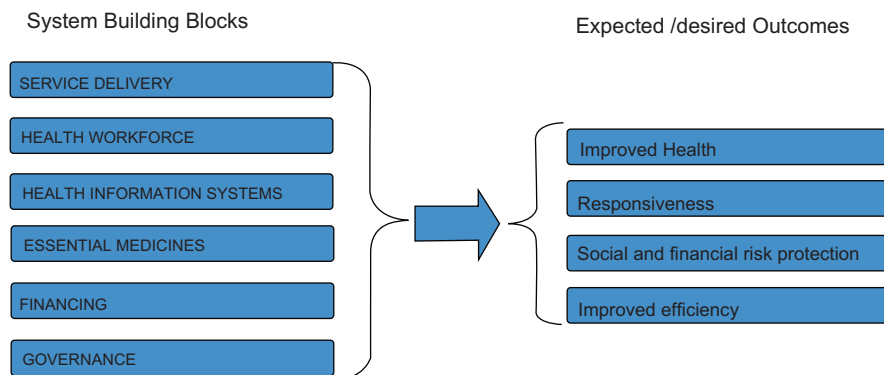 System Building Blocks
Expected /desired Outcomes
SERVICE DELIVERY
HEALTH WORKFORCE
HEALTH INFORMATION SYSTEMS
ESSENTIAL MEDICINES
FINANCING
GOVERNANCE
Improved Health
Responsiveness
Social and financial risk protection
Improved efficiency